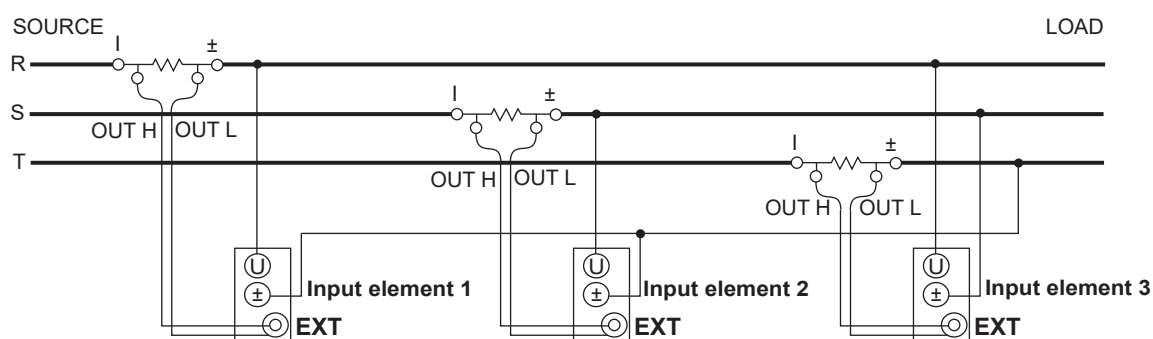 SOURCE
LOAD
I
±
R
I
±
S
OUT H
OUT L
I
±
T
OUT H
OUT L
OUT H
OUT L
U
±
Input element 1
EXT
U
±
Input element 2
EXT
U
±
Input element 3
EXT